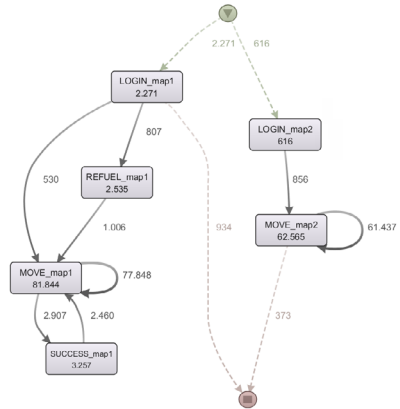 2.271 616
LOGIN_map1
2.271
LOGIN_map2
616
807
530
REFUEL_map1
2.535
856
1.006
934
MOVE_map2
62.565
61.437
MOVE_map1
81.844
77.848
2.907
2.460
373
SUCCESS_map1
3.257